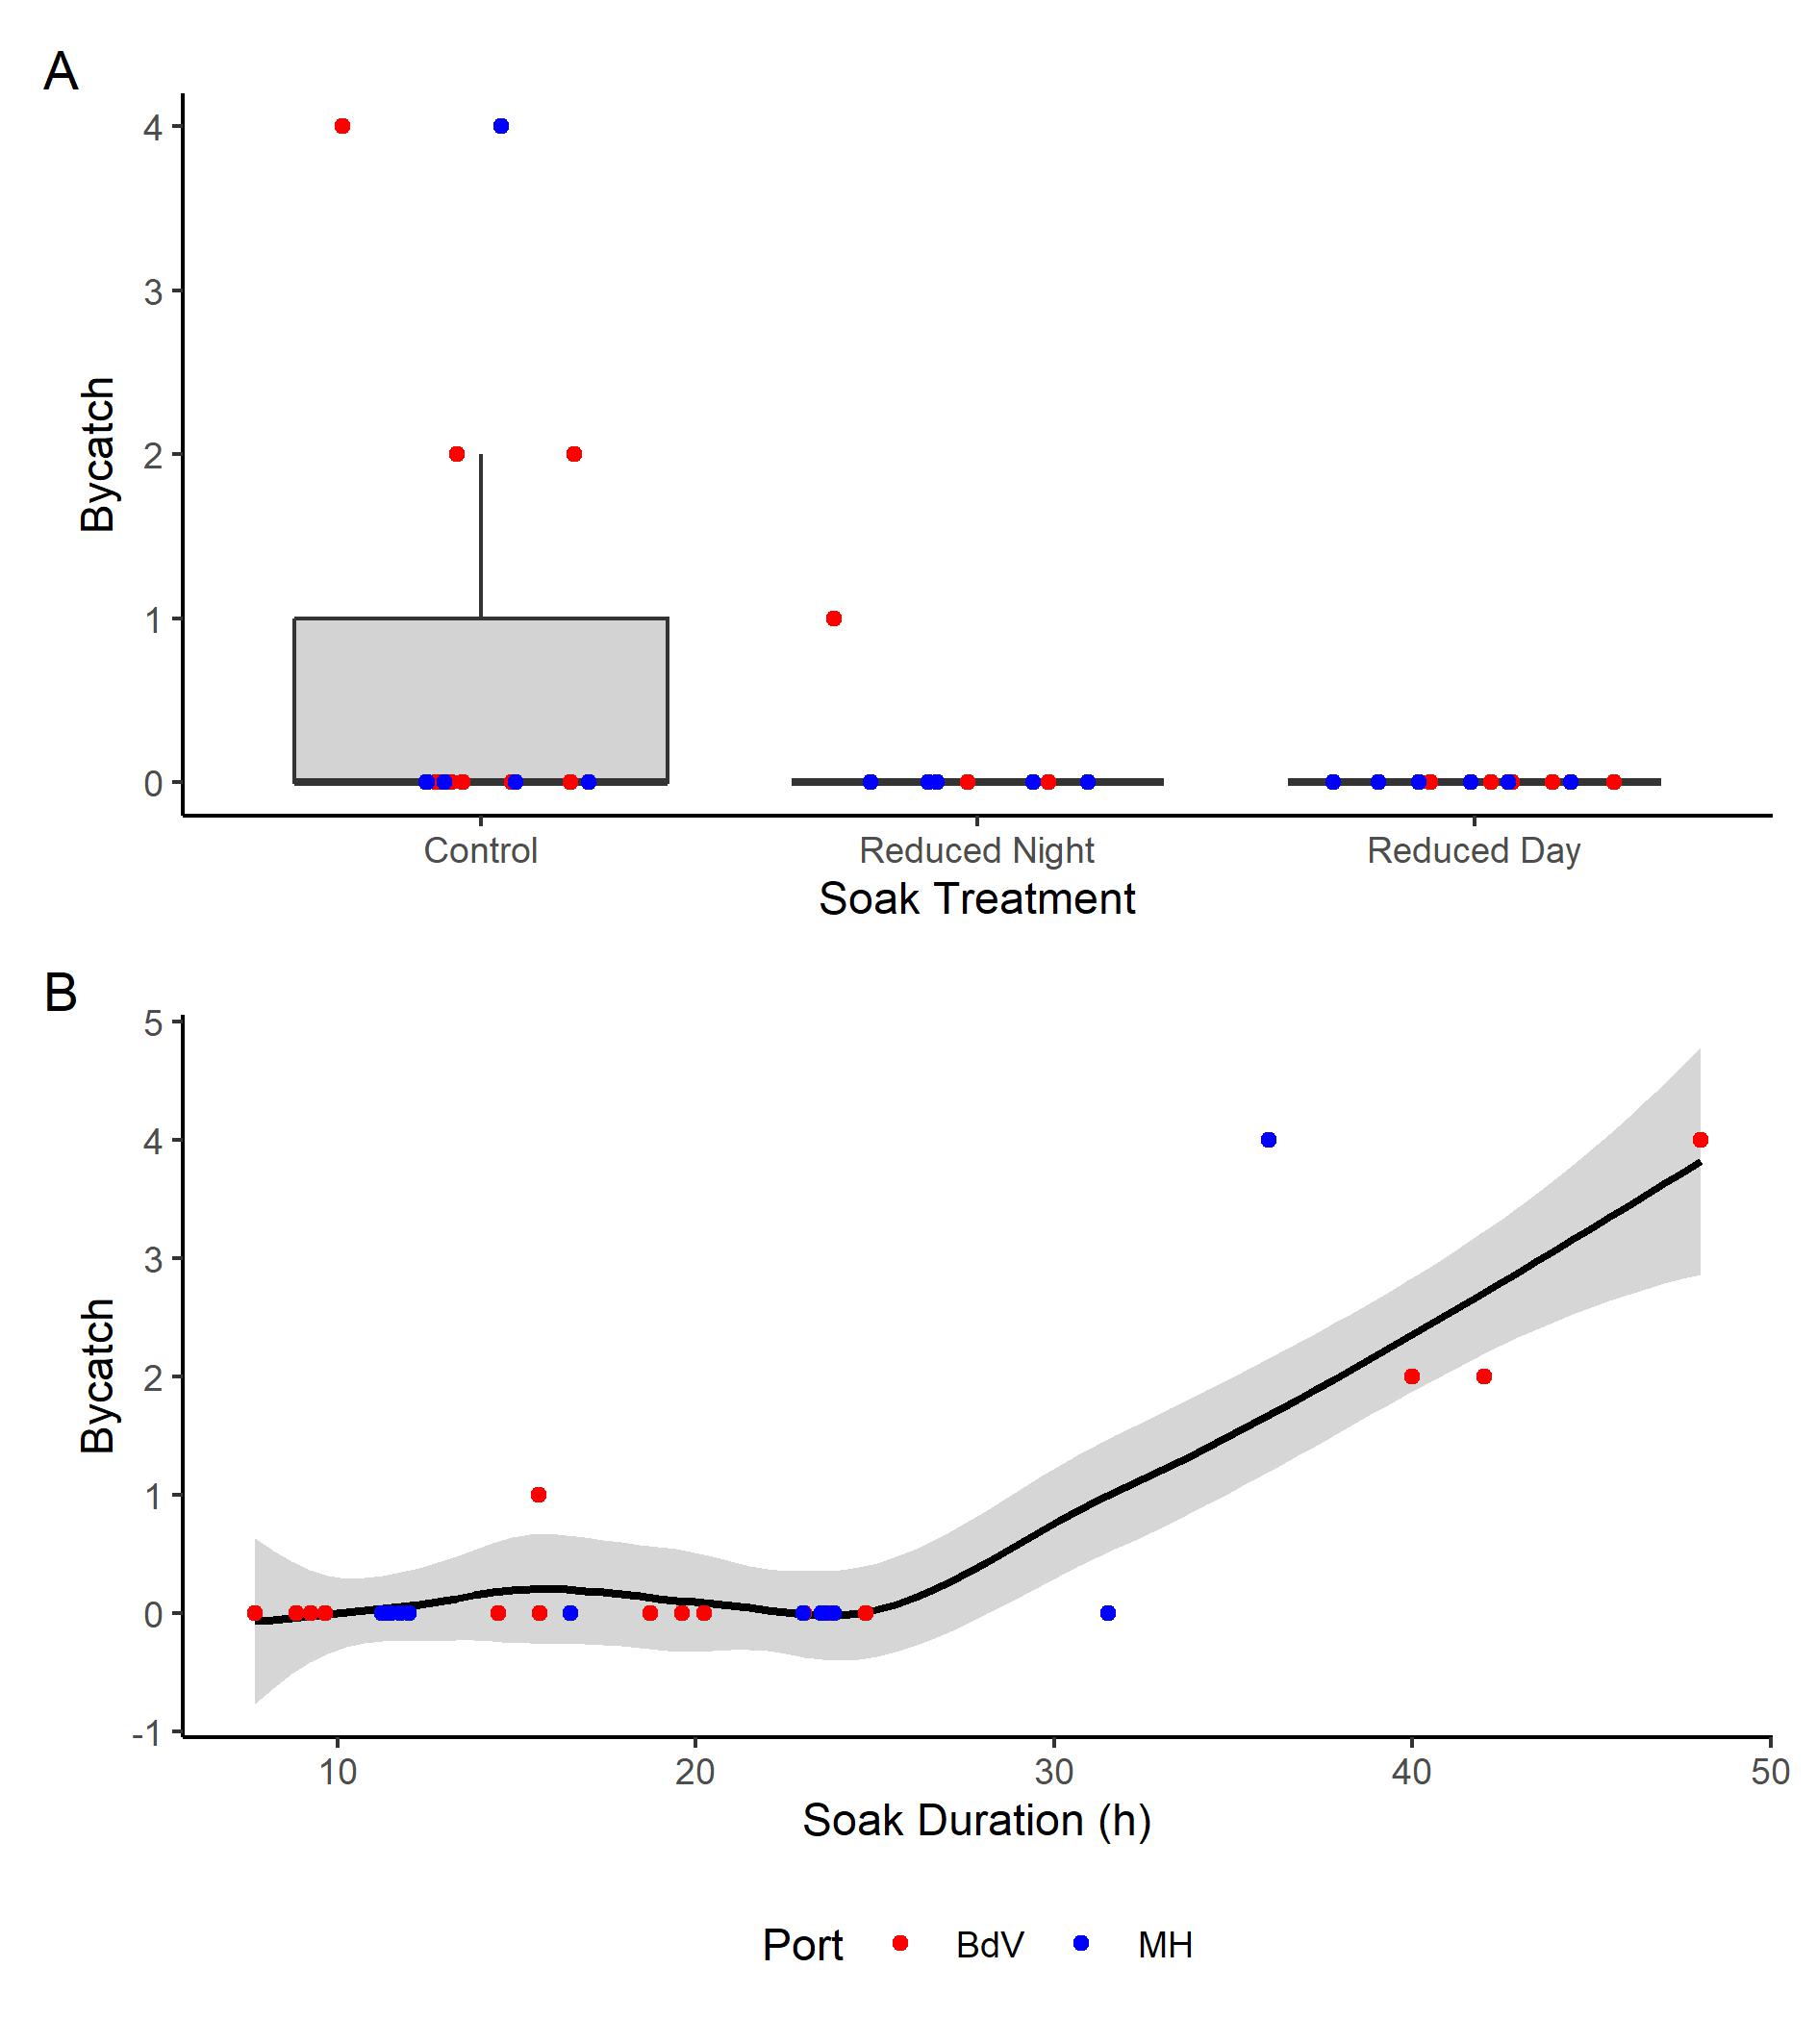 A
4
3
2
1
0
Bycatch
Control Reduced Night Reduced Day
Soak Treatment
B
5
4
3
2
1
0
-1
Bycatch
10 20 30 40 50
Soak Duration (h)
Port BdV MH